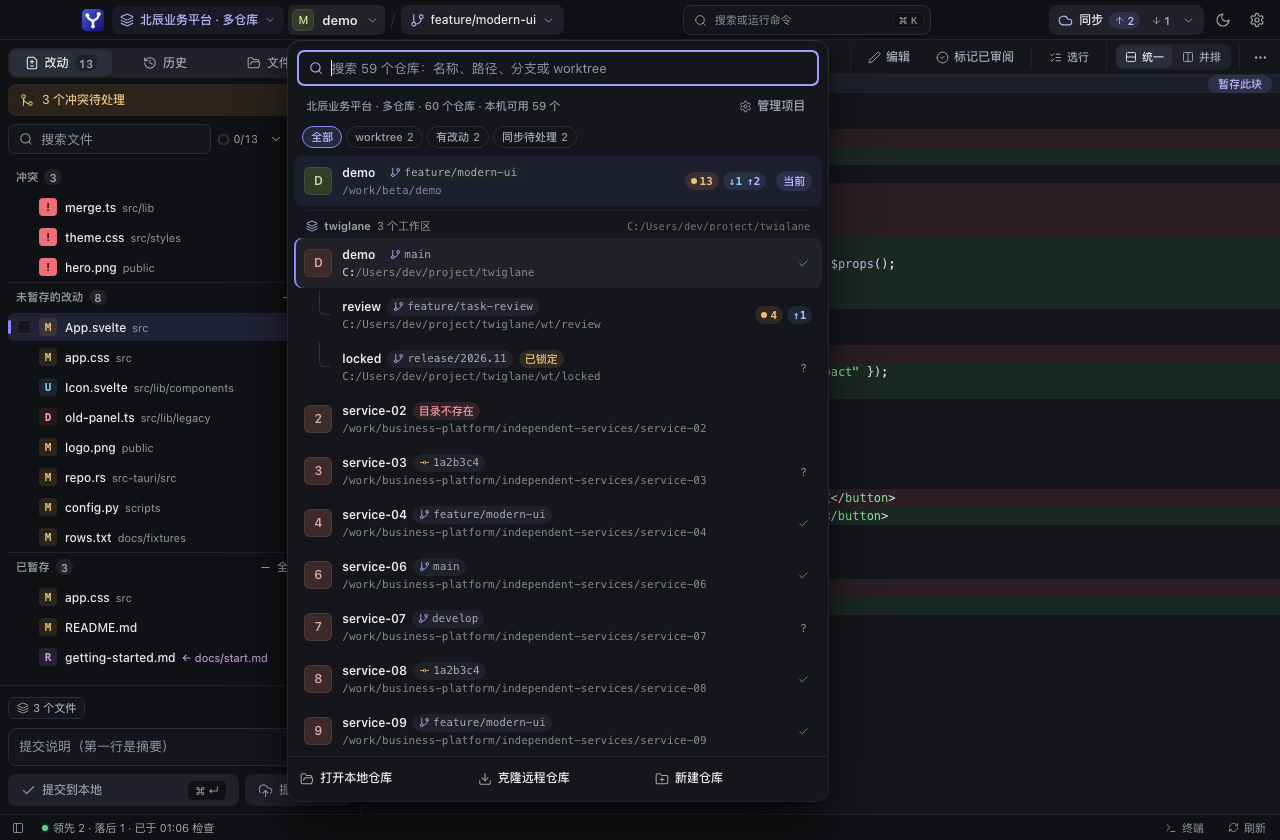 北辰业务平台 · 多仓库
M demo / feature/modern-ui
搜索或运行命令 ⌘ K
同步 ↑ 2 ↓ 1
改动 13 历史 文件
编辑 标记已审阅 选行 统一 并排
暂存此块
3 个冲突待处理
搜索文件 0/13
冲突 3
! merge.ts src/lib
! theme.css src/styles
! hero.png public
未暂存的改动 8
M App.svelte src
M app.css src
U Icon.svelte src/lib/components
D old-panel.ts src/lib/legacy
M logo.png public
M repo.rs src-tauri/src
M config.py scripts
M rows.txt docs/fixtures
已暂存 3 — 全
M app.css src
M README.md
R getting-started.md ← docs/start.md
3 个文件
提交说明（第一行是摘要）
提交到本地 ⌘ ↵
搜索 59 个仓库：名称、路径、分支或 worktree
北辰业务平台 · 多仓库 · 60 个仓库 · 本机可用 59 个 管理项目
全部 worktree 2 有改动 2 同步待处理 2
D demo feature/modern-ui 13 ↓1 ↑2 当前
/work/beta/demo
twiglane 3 个工作区 C:/Users/dev/project/twiglane
D demo main
C:/Users/dev/project/twiglane
review feature/task-review 4 ↑1
C:/Users/dev/project/twiglane/wt/review
locked release/2026.11 已锁定 ?
C:/Users/dev/project/twiglane/wt/locked
2 service-02 目录不存在
/work/business-platform/independent-services/service-02
3 service-03 1a2b3c4 ?
/work/business-platform/independent-services/service-03
4 service-04 feature/modern-ui
/work/business-platform/independent-services/service-04
6 service-06 main
/work/business-platform/independent-services/service-06
7 service-07 develop ?
/work/business-platform/independent-services/service-07
8 service-08 1a2b3c4
/work/business-platform/independent-services/service-08
9 service-09 feature/modern-ui
/work/business-platform/independent-services/service-09
打开本地仓库 克隆远程仓库 新建仓库
$props();
act" });
</button>
</button>
领先 2 · 落后 1 · 已于 01:06 检查
终端 刷新